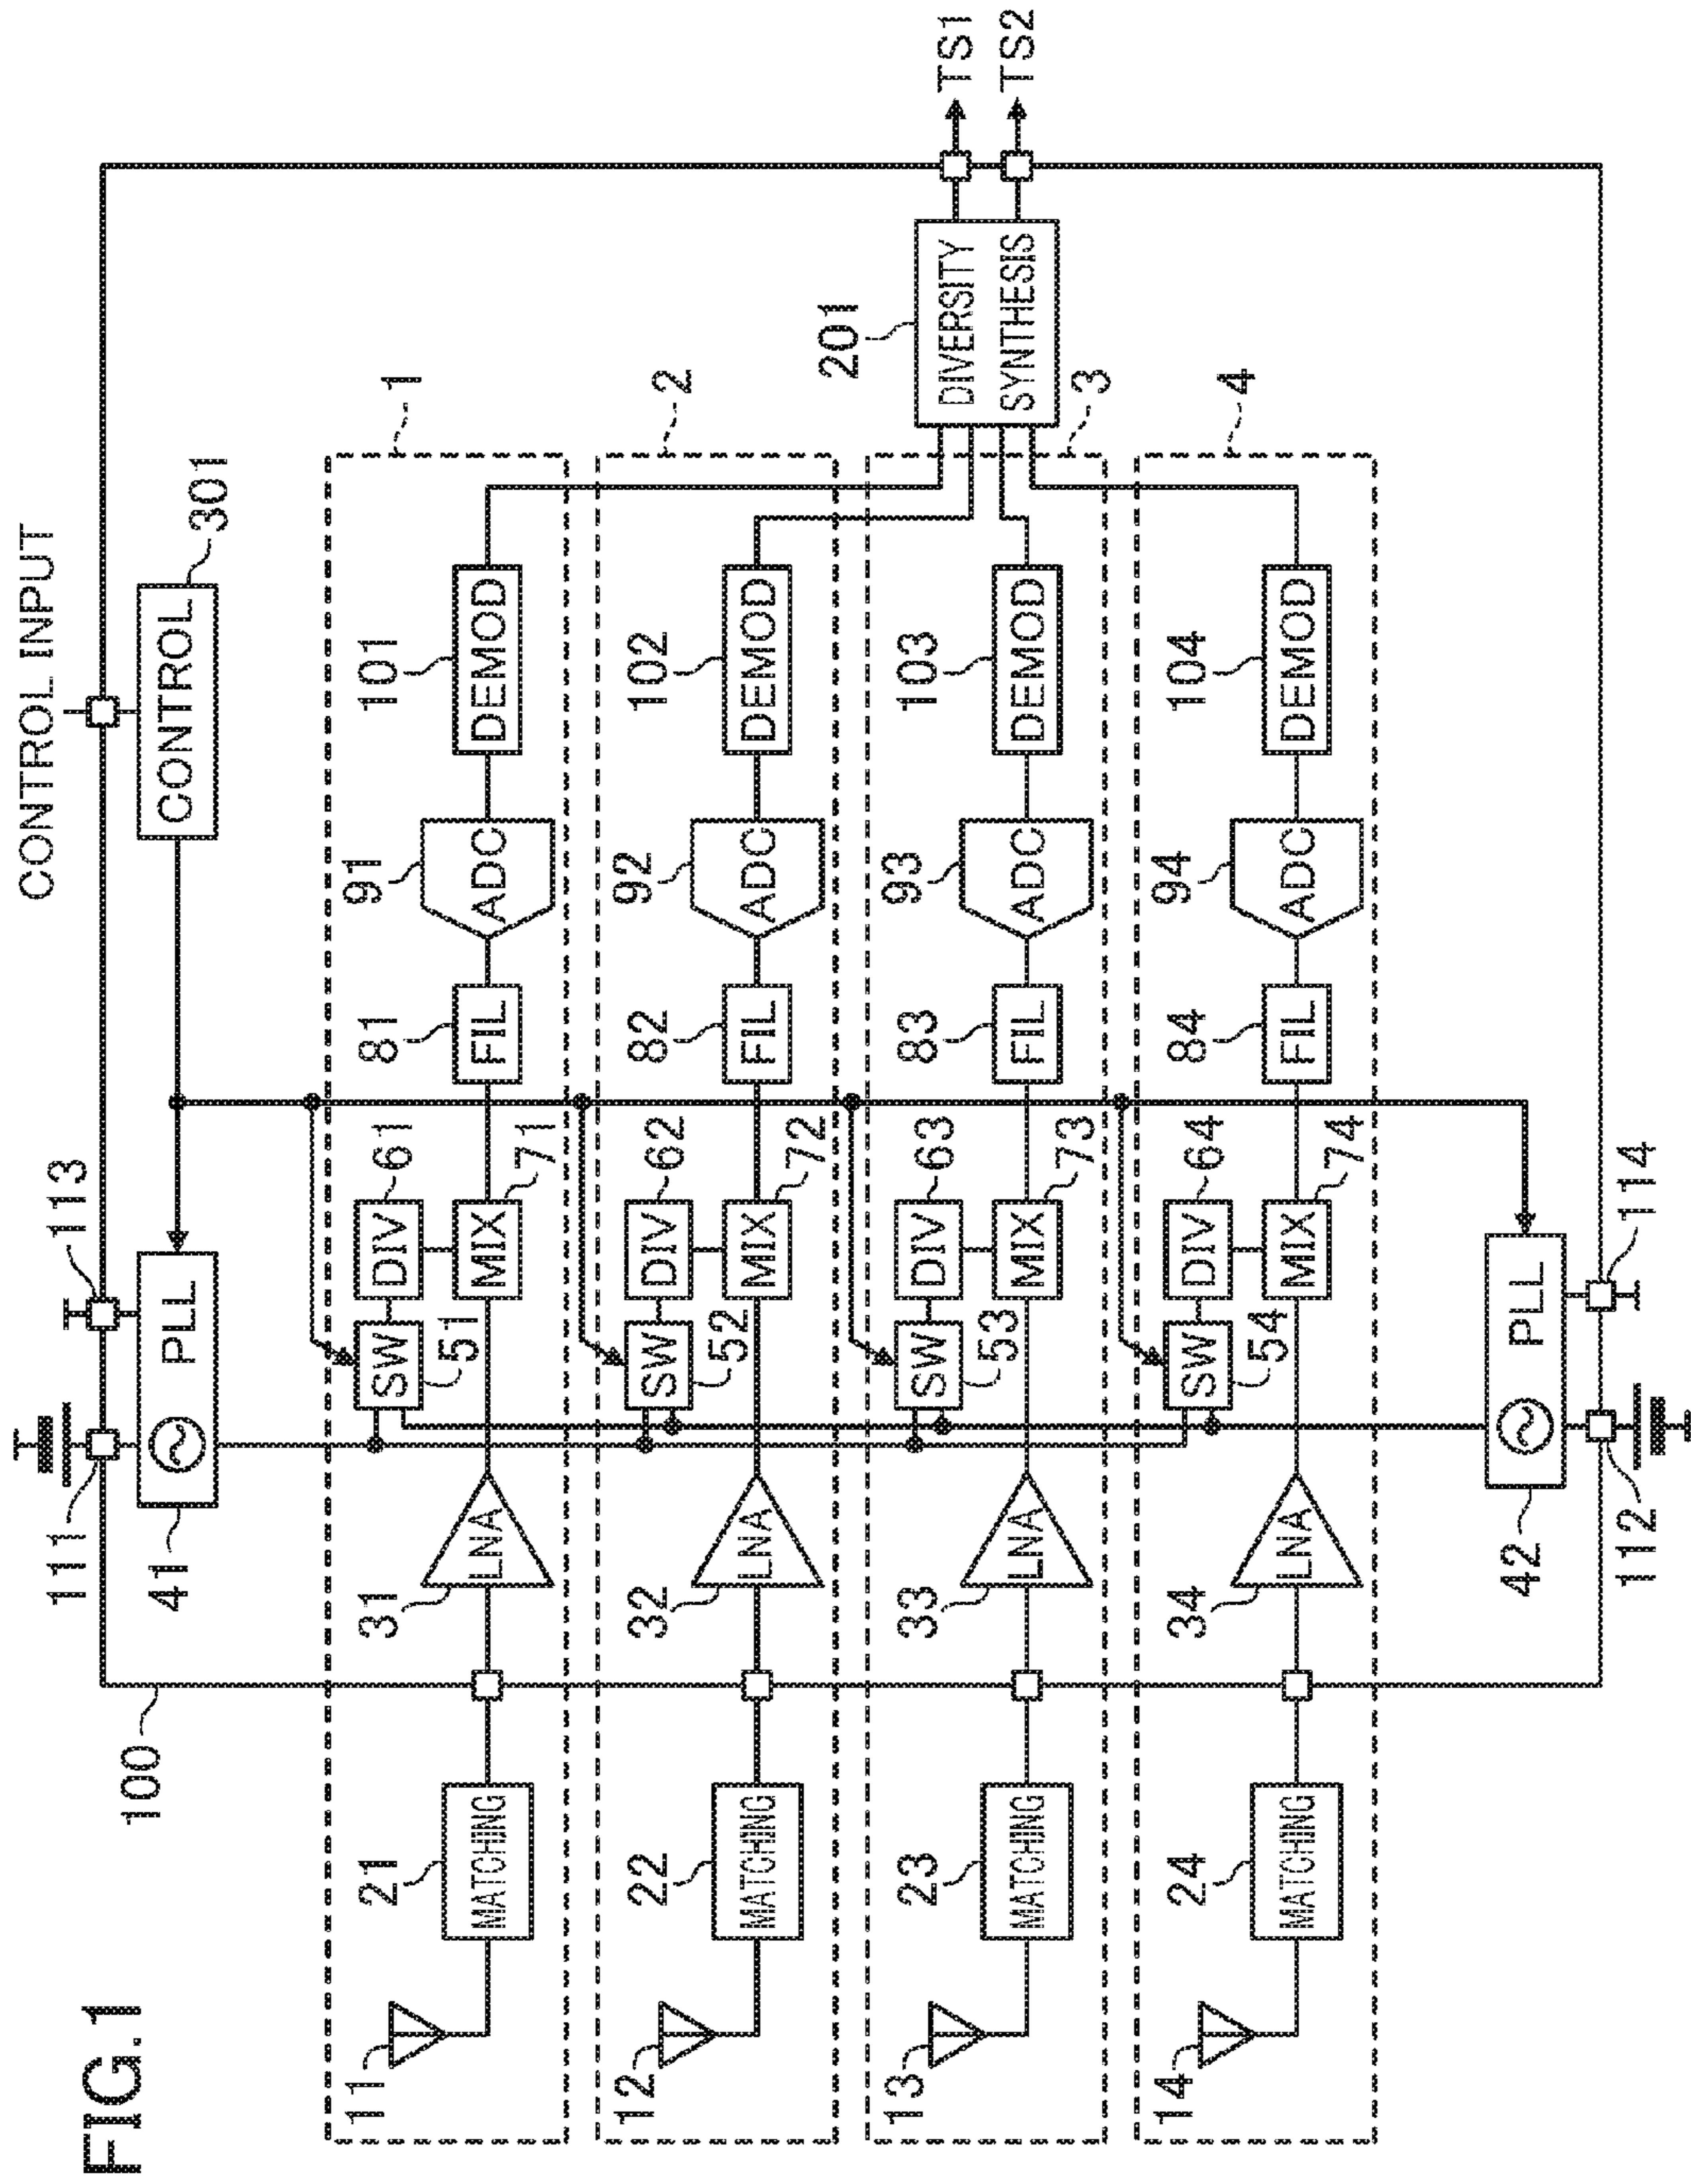 FIG.1
CONTROL INPUT
111
113
41
PLL
CONTROL
301
100
1
11
21
MATCHING
31
LNA
SW
51
DIV
61
MIX
71
81
FIL
91
ADC
101
DEMOD
2
12
22
MATCHING
32
LNA
SW
52
DIV
62
MIX
72
82
FIL
92
ADC
102
DEMOD
201
DIVERSITY
SYNTHESIS
TS1
TS2
3
13
23
MATCHING
33
LNA
SW
53
DIV
63
MIX
73
83
FIL
93
ADC
103
DEMOD
4
14
24
MATCHING
34
LNA
SW
54
DIV
64
MIX
74
84
FIL
94
ADC
104
DEMOD
42
PLL
112
114